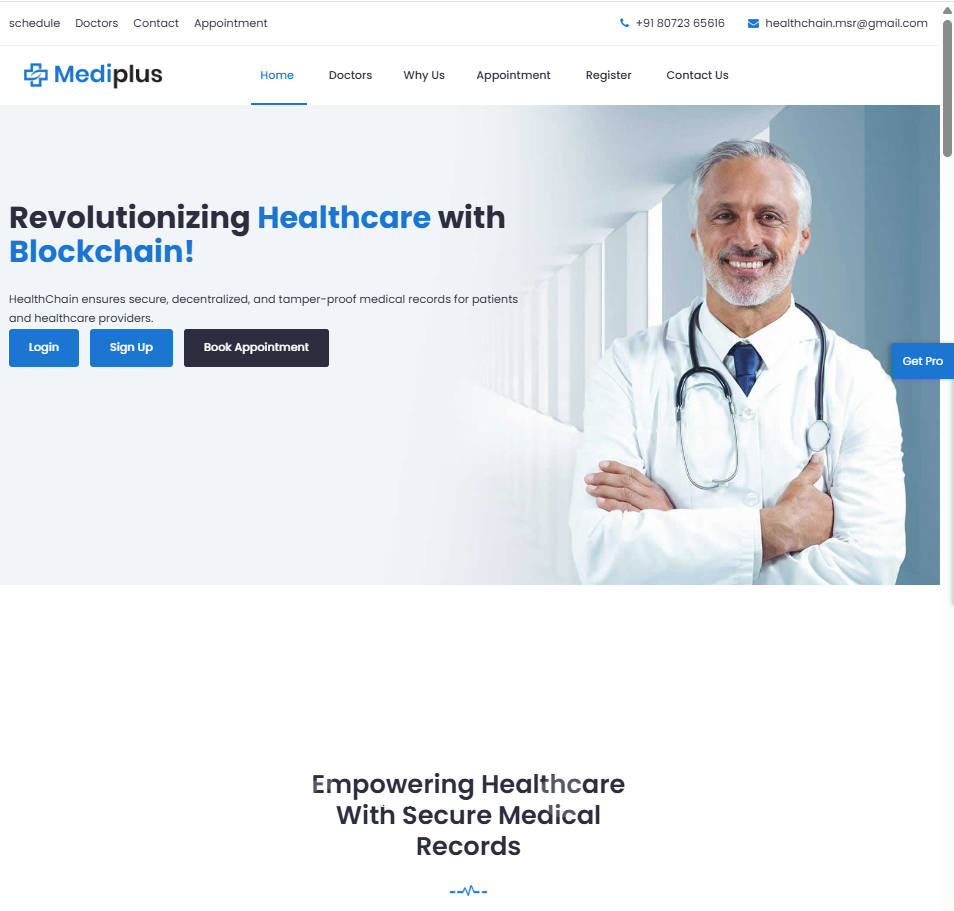 schedule Doctors Contact Appointment +91 80723 65616 healthchain.msr@gmail.com
Mediplus Home Doctors Why Us Appointment Register Contact Us
Revolutionizing Healthcare with
Blockchain!
HealthChain ensures secure, decentralized, and tamper-proof medical records for patients
and healthcare providers.
Login Sign Up Book Appointment
Get Pro
Empowering Healthcare
With Secure Medical
Records